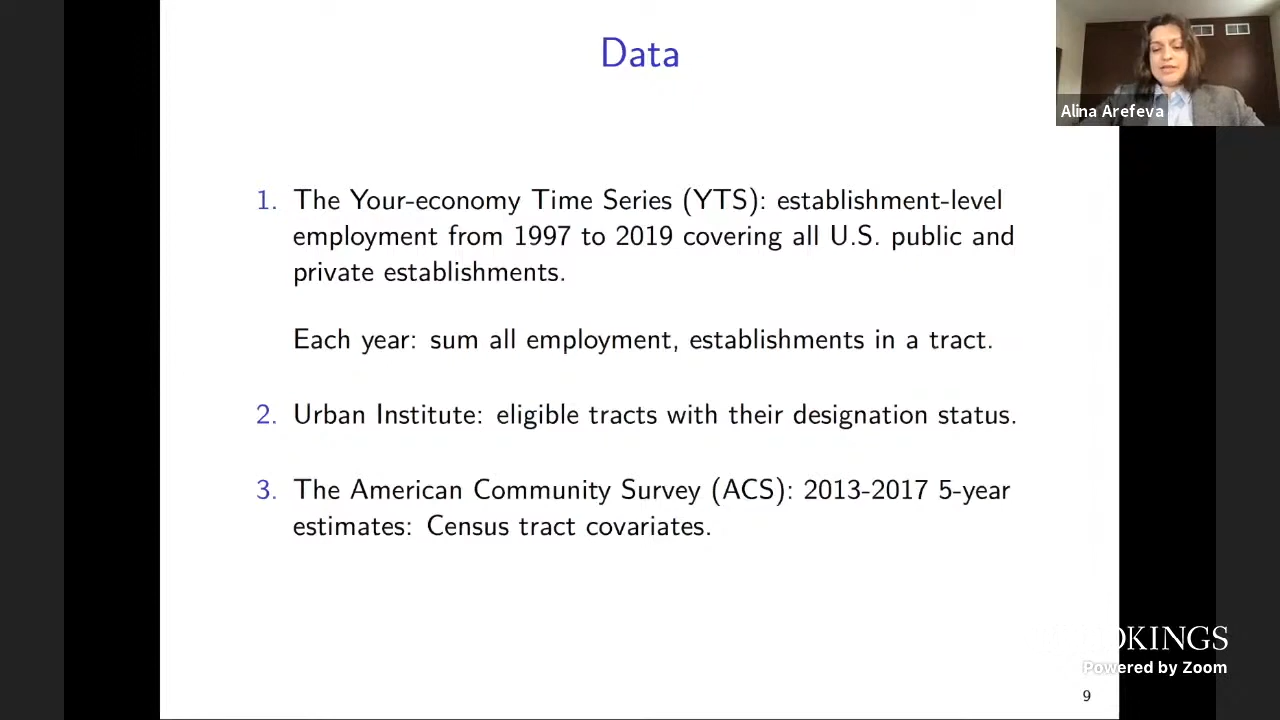 Data
Alina Arefeva
1. The Your-economy Time Series (YTS): establishment-level
employment from 1997 to 2019 covering all U.S. public and
private establishments.
Each year: sum all employment, establishments in a tract.
2. Urban Institute: eligible tracts with their designation status.
3. The American Community Survey (ACS): 2013-2017 5-year
estimates: Census tract covariates.
OKINGS
Powered by Zoom
9